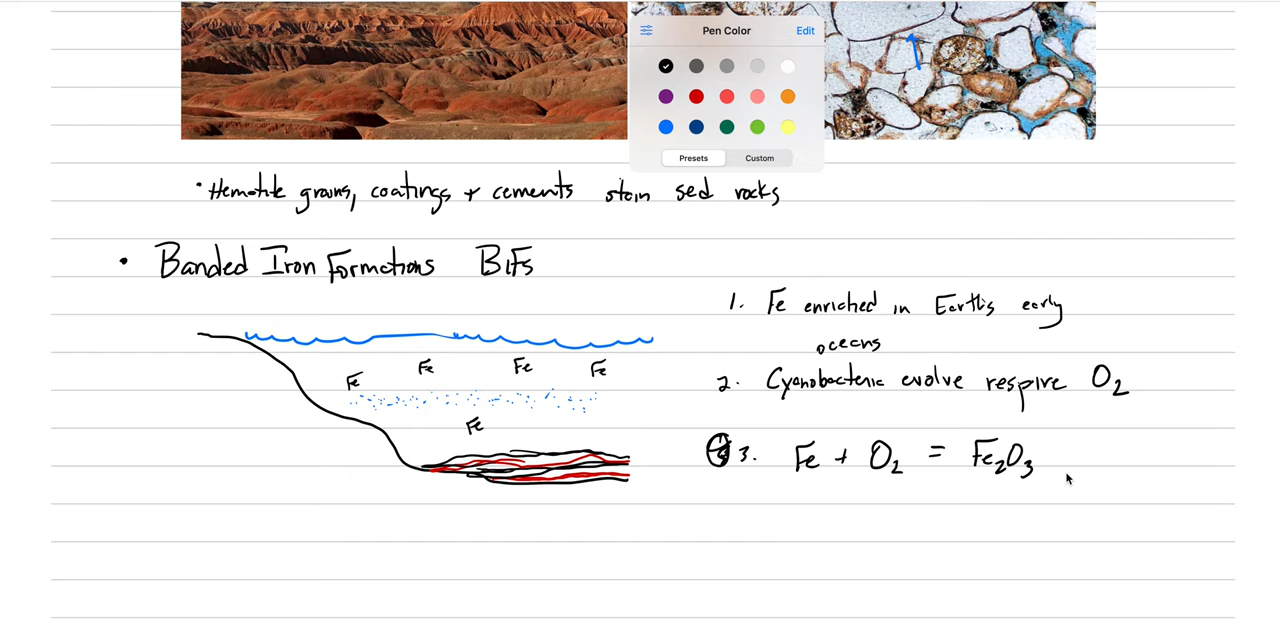 Pen Color
Edit
Presets
Custom
• Hematite grains, coatings + cements stain sed rocks
• Banded Iron Formations BIFs
1. Fe enriched in Earth's early
oceans
2. Cyanobacteria evolve respire O2
3. Fe + O2 = Fe2O3
Fe
Fe
Fe
Fe
Fe